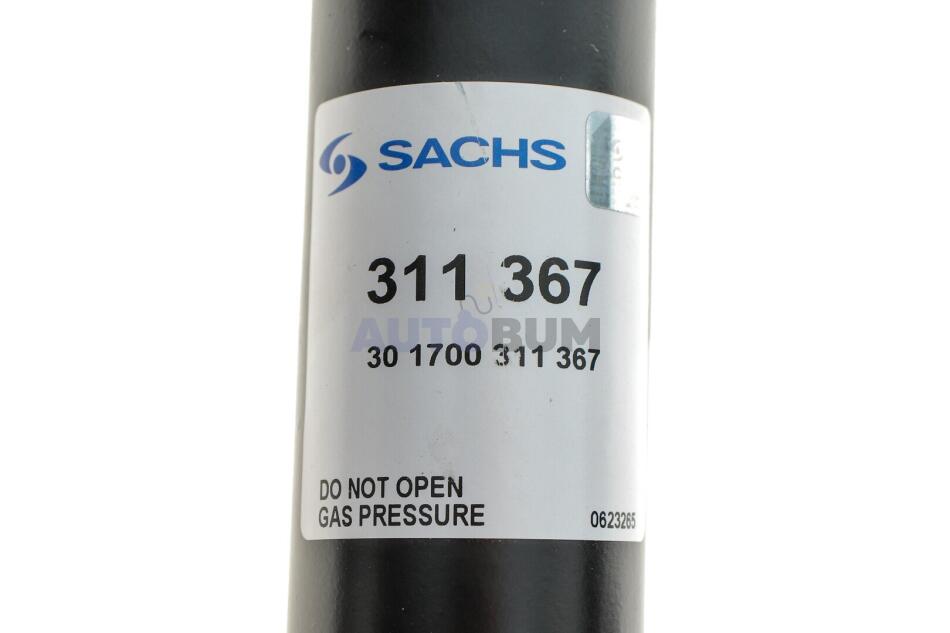 SACHS
311 367
AUTOBUM
30 1700 311 367
DO NOT OPEN
GAS PRESSURE
0623265